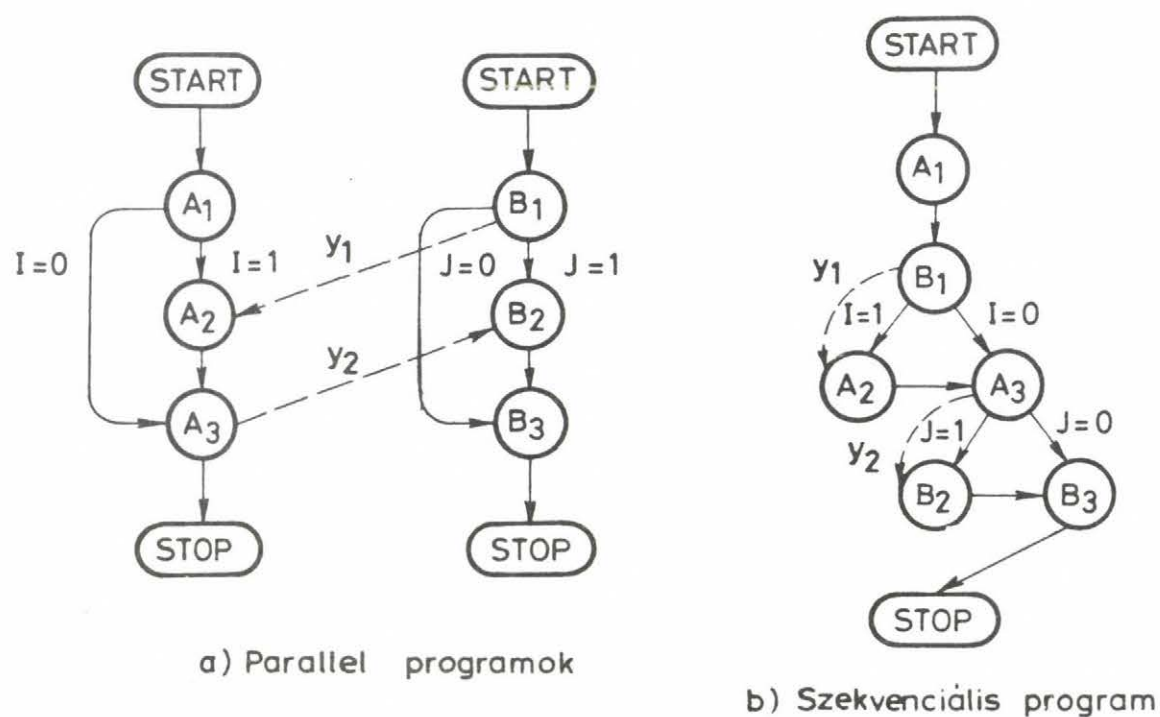 START
A1
I=0
I=1
A2
A3
STOP
START
B1
y1
J=0
J=1
B2
y2
B3
STOP
a) Parallel programok
START
A1
B1
y1
I=1
I=0
A2
A3
J=1
J=0
y2
B2
B3
STOP
b) Szekvenciális program